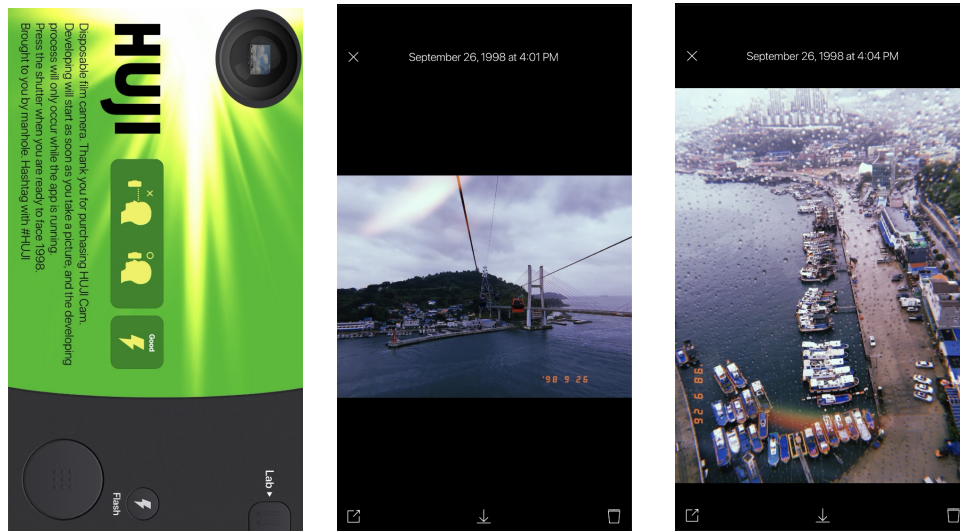 HUJI
Disposable film camera. Thank you for purchasing HUJI Cam.
Developing will start as soon as you take a picture, and the developing
process will only occur while the app is running.
Press the shutter when you are ready to face 1998.
Brought to you by manhole. Hashtag with #HUJI
Good
Flash
Lab ▸
September 26, 1998 at 4:01 PM
'98 9 26
September 26, 1998 at 4:04 PM
'98 9 26